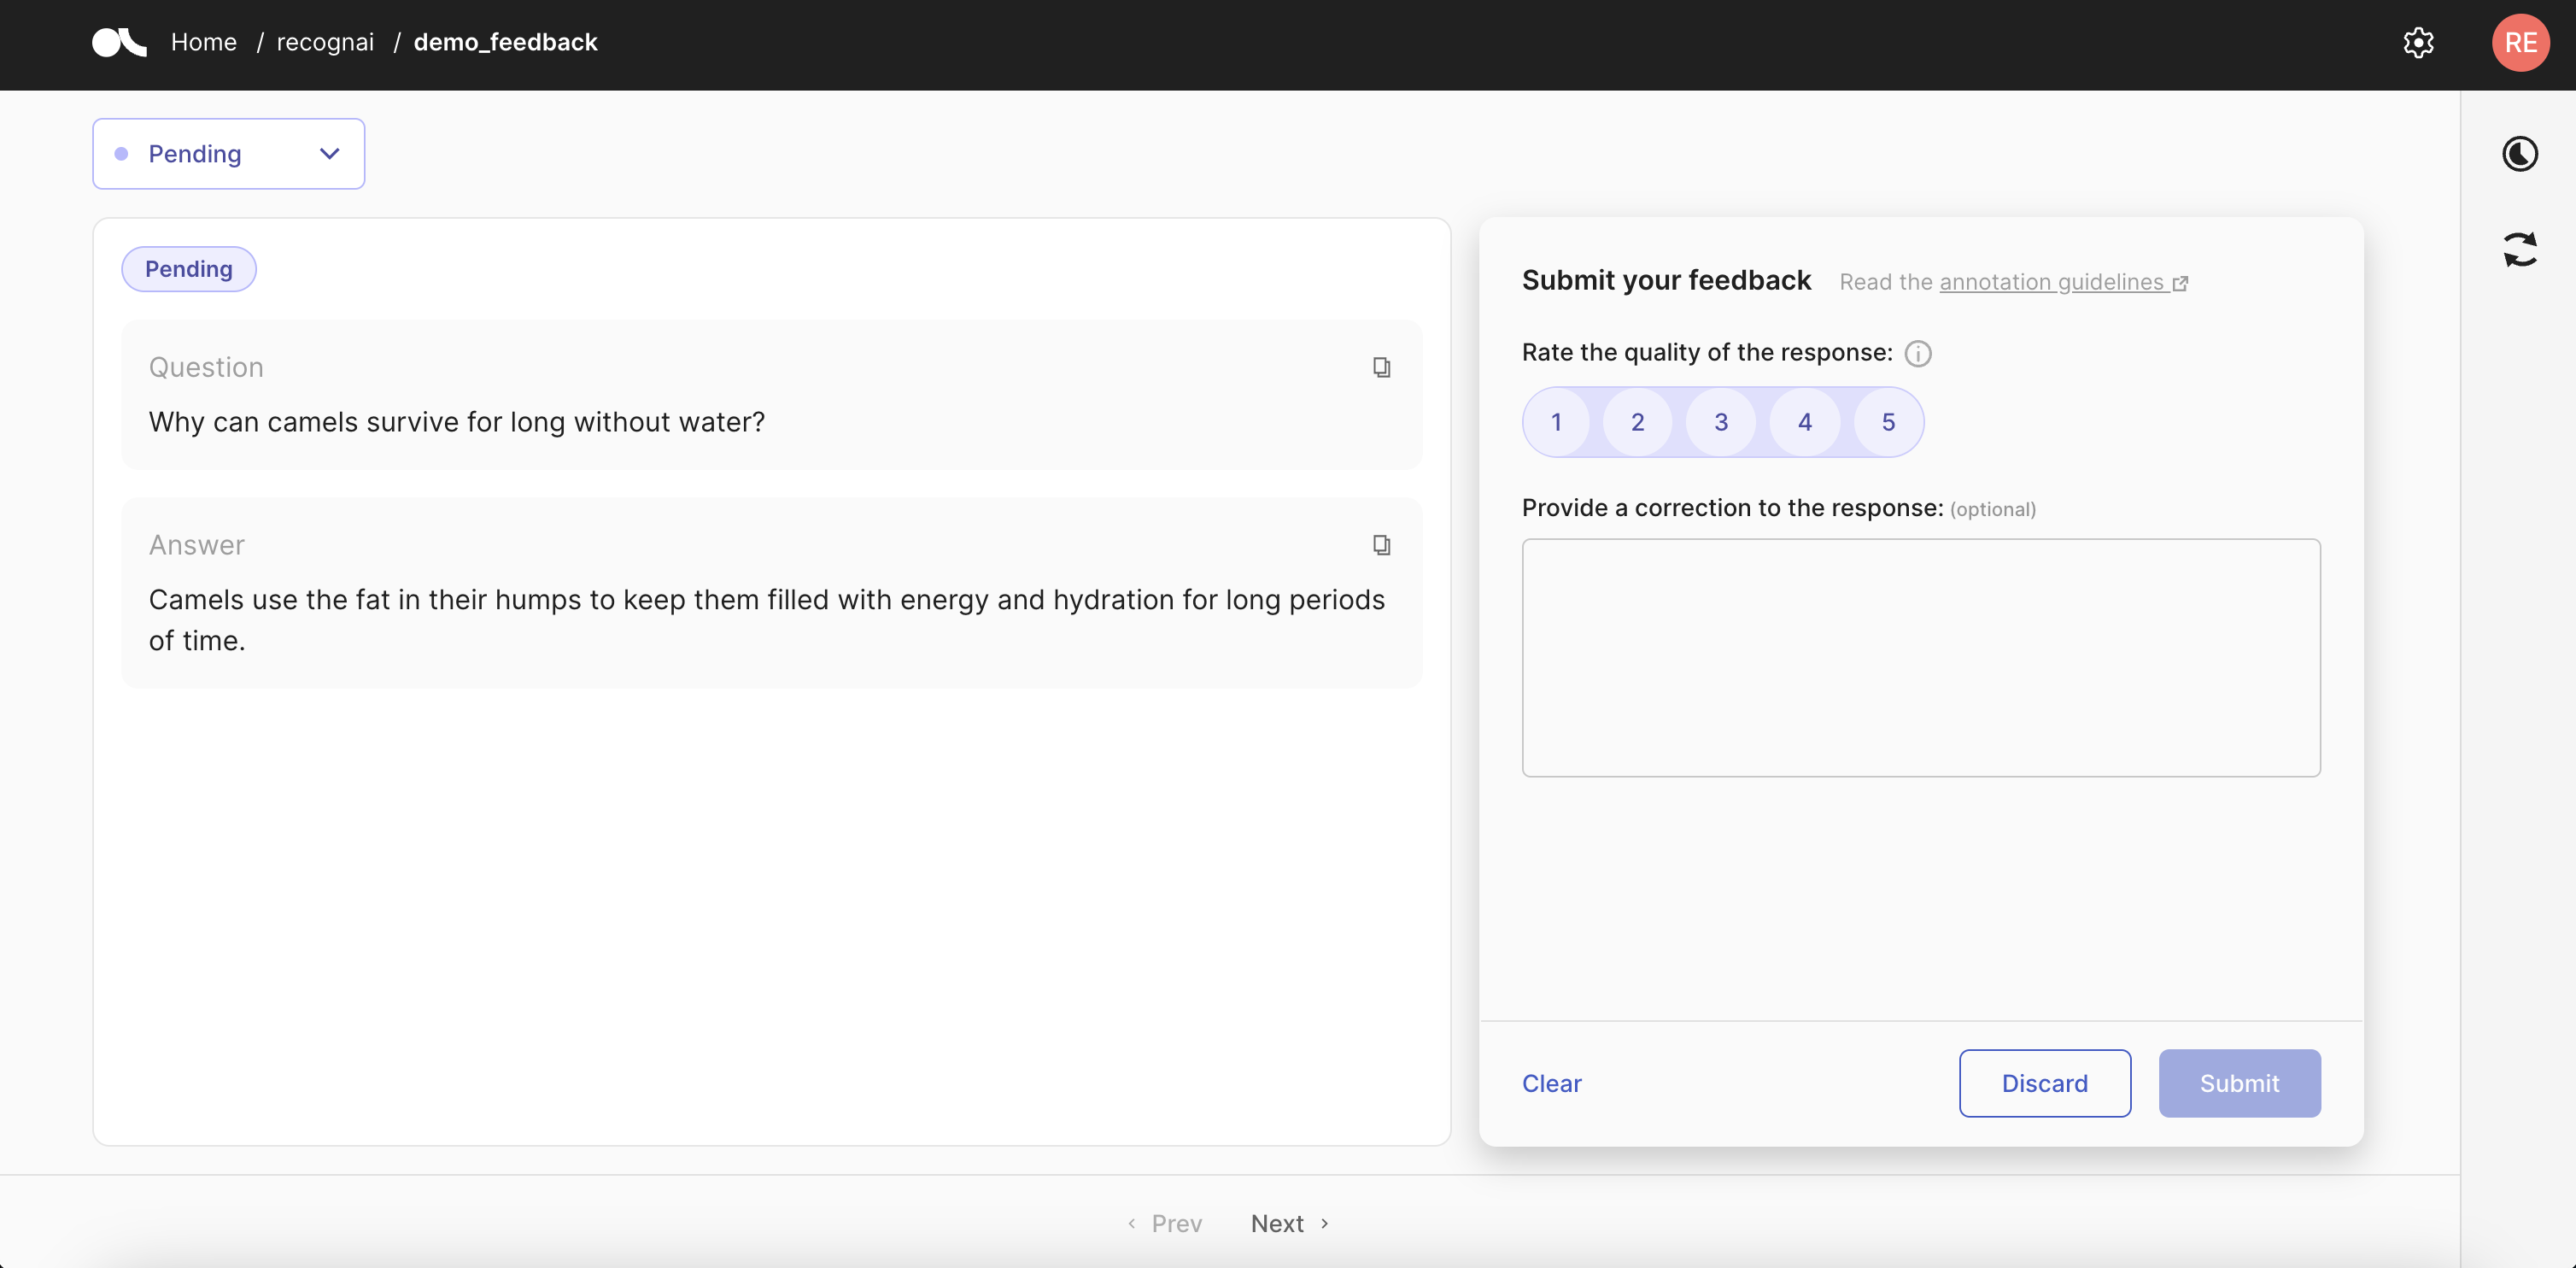 Home / recognai / demo_feedback
RE
Pending
Pending
Question
Why can camels survive for long without water?
Answer
Camels use the fat in their humps to keep them filled with energy and hydration for long periods
of time.
Submit your feedback Read the annotation guidelines
Rate the quality of the response:
1 2 3 4 5
Provide a correction to the response: (optional)
Clear Discard Submit
Prev Next